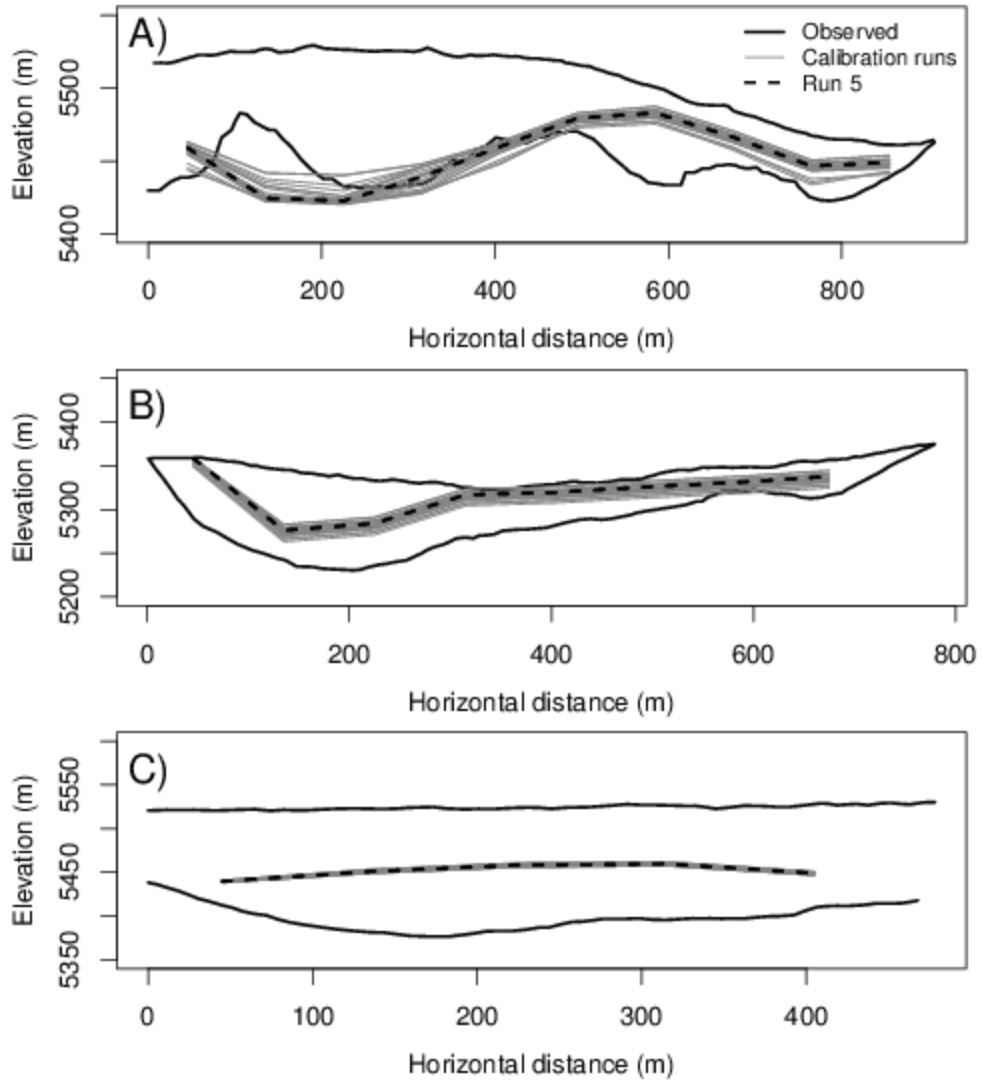 A)
Observed
Calibration runs
Run 5
Elevation (m)
5500
5400
0 200 400 600 800
Horizontal distance (m)
B)
Elevation (m)
5400
5300
5200
0 200 400 600 800
Horizontal distance (m)
C)
Elevation (m)
5550
5450
5350
0 100 200 300 400
Horizontal distance (m)